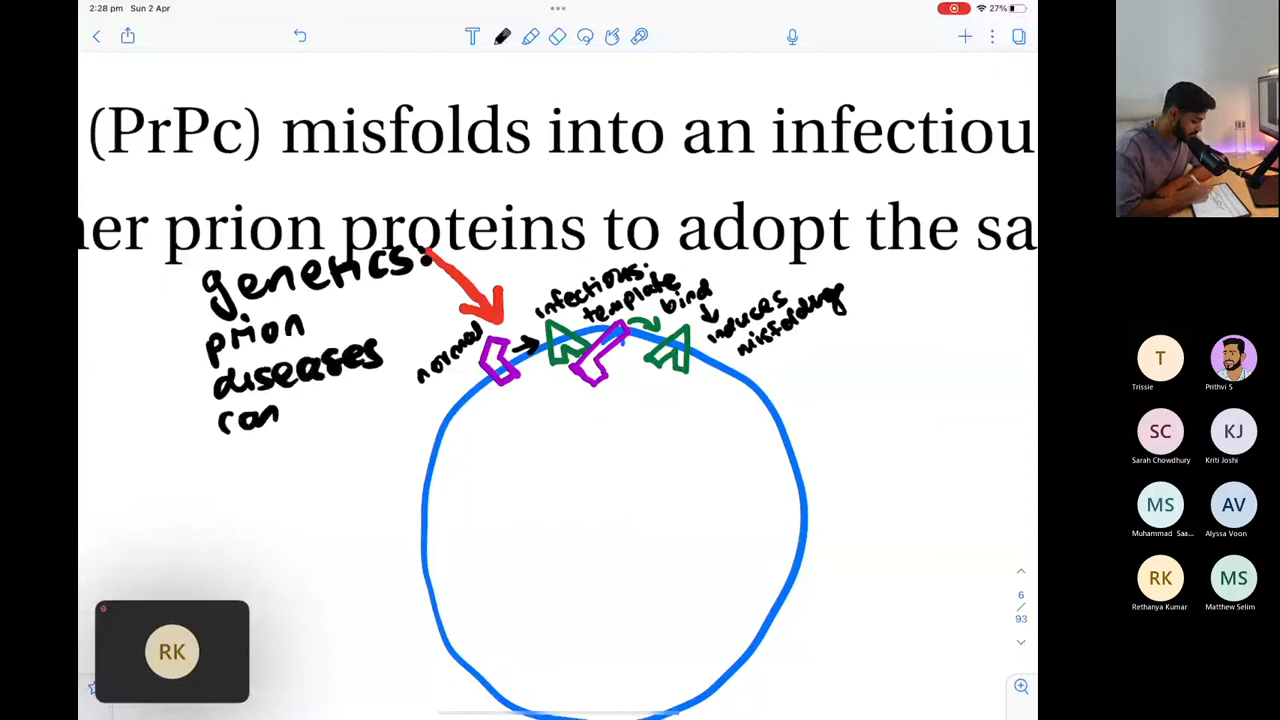 2:28 pm Sun 2 Apr
27%
(PrPc) misfolds into an infectiou
ner prion proteins to adopt the sa
genetics:
prion
diseases
can
normal
infectious:
template
bind
induces
misfolding
6
/
93
RK
T
Trissie
Prithvi S
SC
Sarah Chowdhury
KJ
Kriti Joshi
MS
Muhammad Saa...
AV
Alyssa Voon
RK
Rethanya Kumar
MS
Matthew Selim